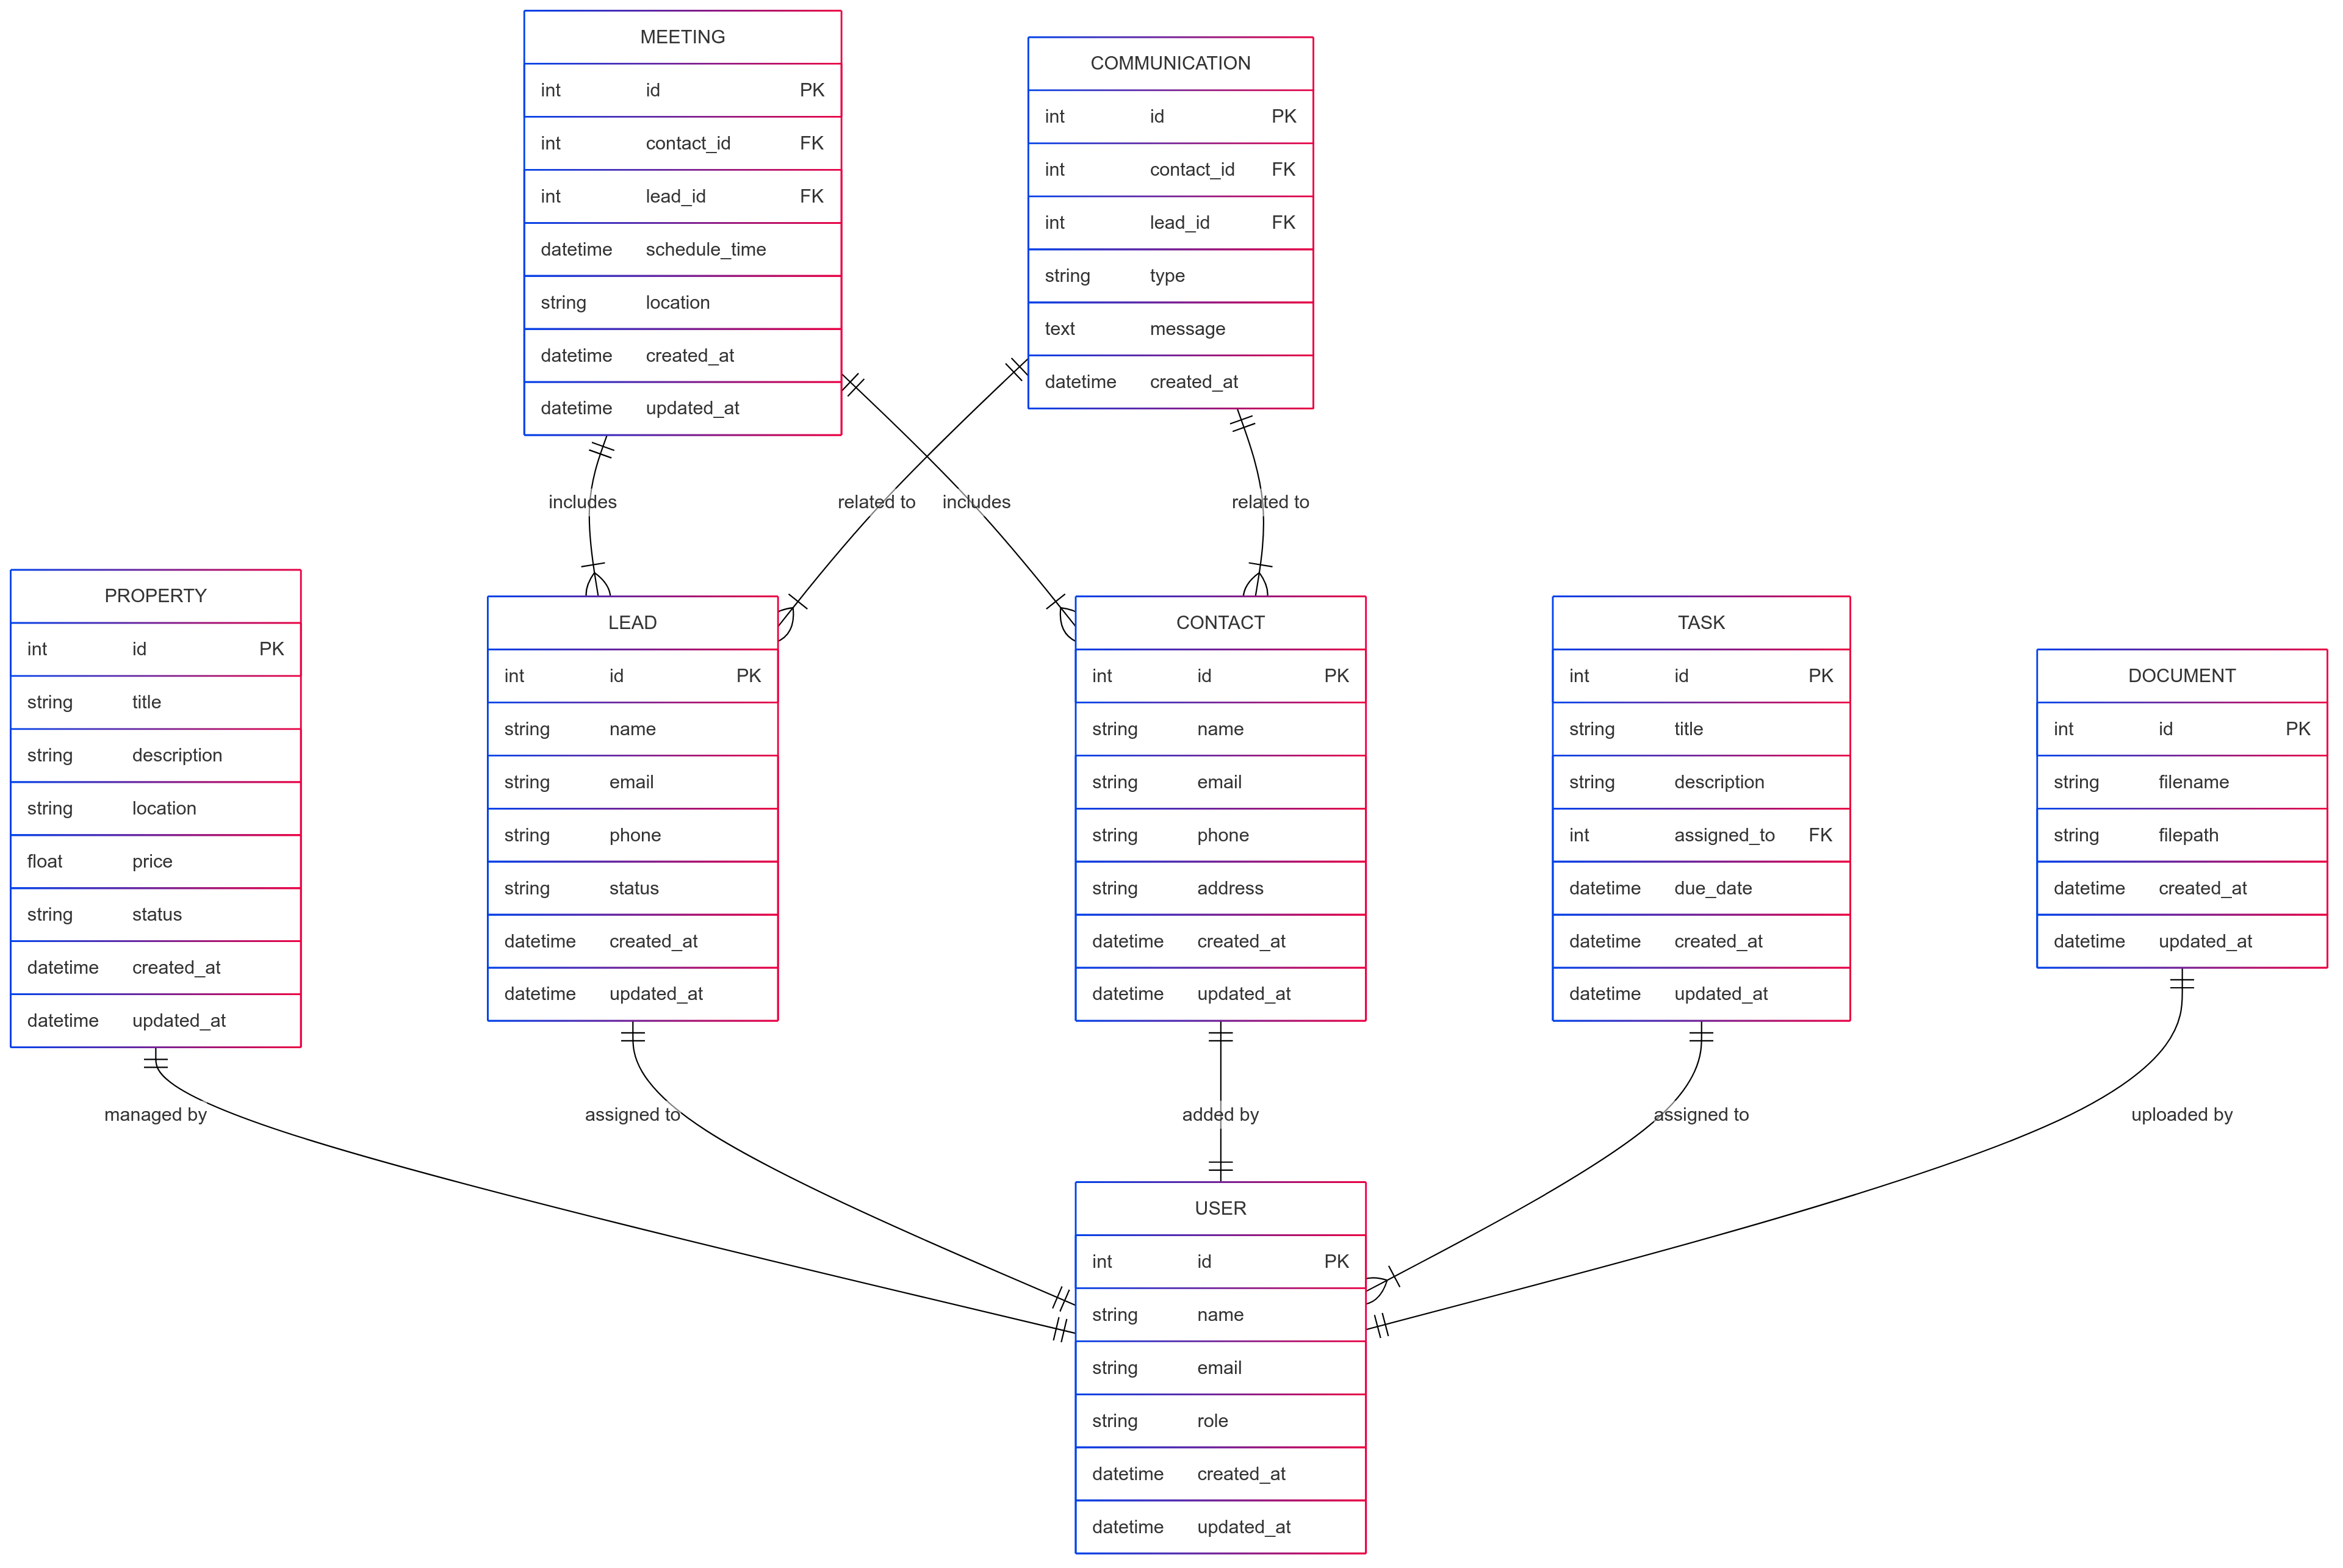 MEETING
int id PK
int contact_id FK
int lead_id FK
datetime schedule_time
string location
datetime created_at
datetime updated_at
COMMUNICATION
int id PK
int contact_id FK
int lead_id FK
string type
text message
datetime created_at
includes
related to
includes
related to
PROPERTY
int id PK
string title
string description
string location
float price
string status
datetime created_at
datetime updated_at
LEAD
int id PK
string name
string email
string phone
string status
datetime created_at
datetime updated_at
CONTACT
int id PK
string name
string email
string phone
string address
datetime created_at
datetime updated_at
TASK
int id PK
string title
string description
int assigned_to FK
datetime due_date
datetime created_at
datetime updated_at
DOCUMENT
int id PK
string filename
string filepath
datetime created_at
datetime updated_at
managed by
assigned to
added by
assigned to
uploaded by
USER
int id PK
string name
string email
string role
datetime created_at
datetime updated_at